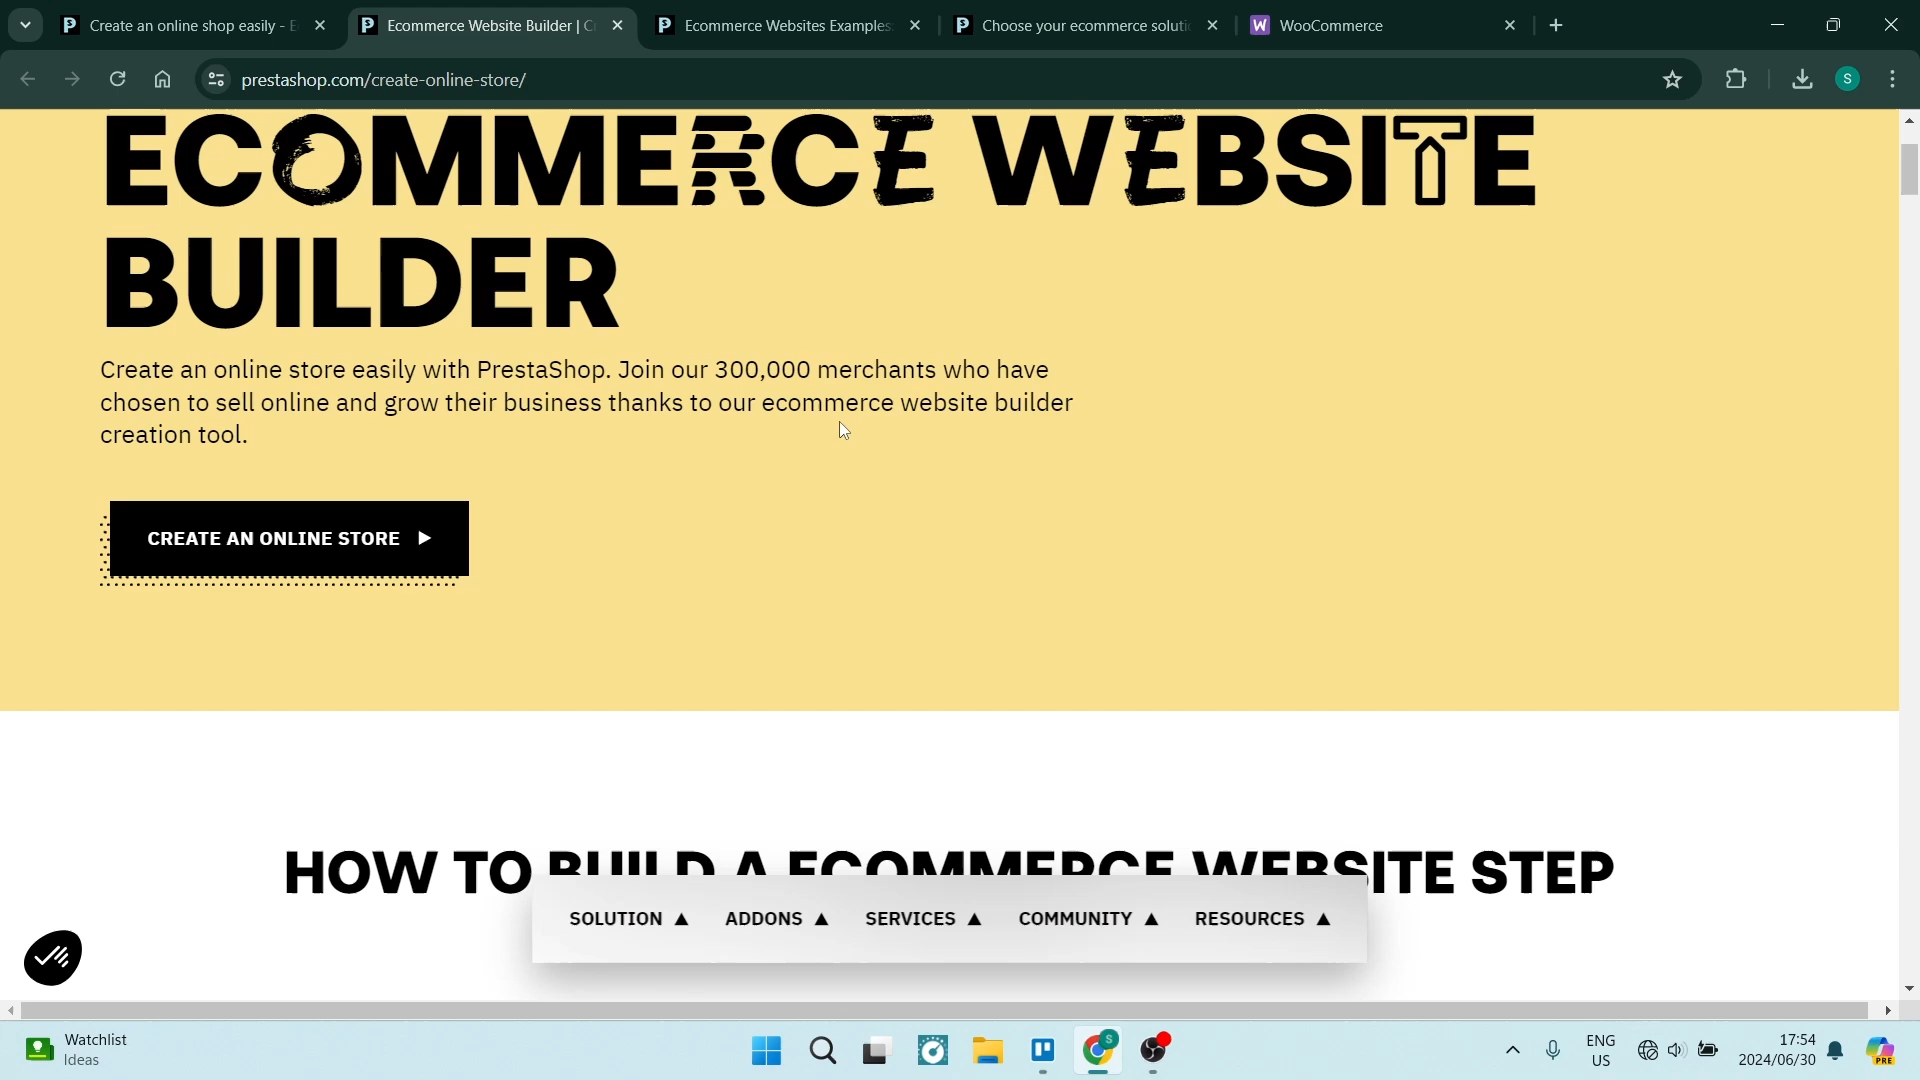 Create an online shop easily - E
Ecommerce Website Builder | C
Ecommerce Websites Examples
Choose your ecommerce soluti
W WooCommerce
prestashop.com/create-online-store/
S
ECOMMERCE WEBSITE
BUILDER
Create an online store easily with PrestaShop. Join our 300,000 merchants who have
chosen to sell online and grow their business thanks to our ecommerce website builder
creation tool.
CREATE AN ONLINE STORE
HOW TO BUILD A ECOMMERCE WEBSITE STEP
SOLUTION ADDONS SERVICES COMMUNITY RESOURCES
Watchlist
Ideas
S
ENG
US
17:54
2024/06/30
PRE